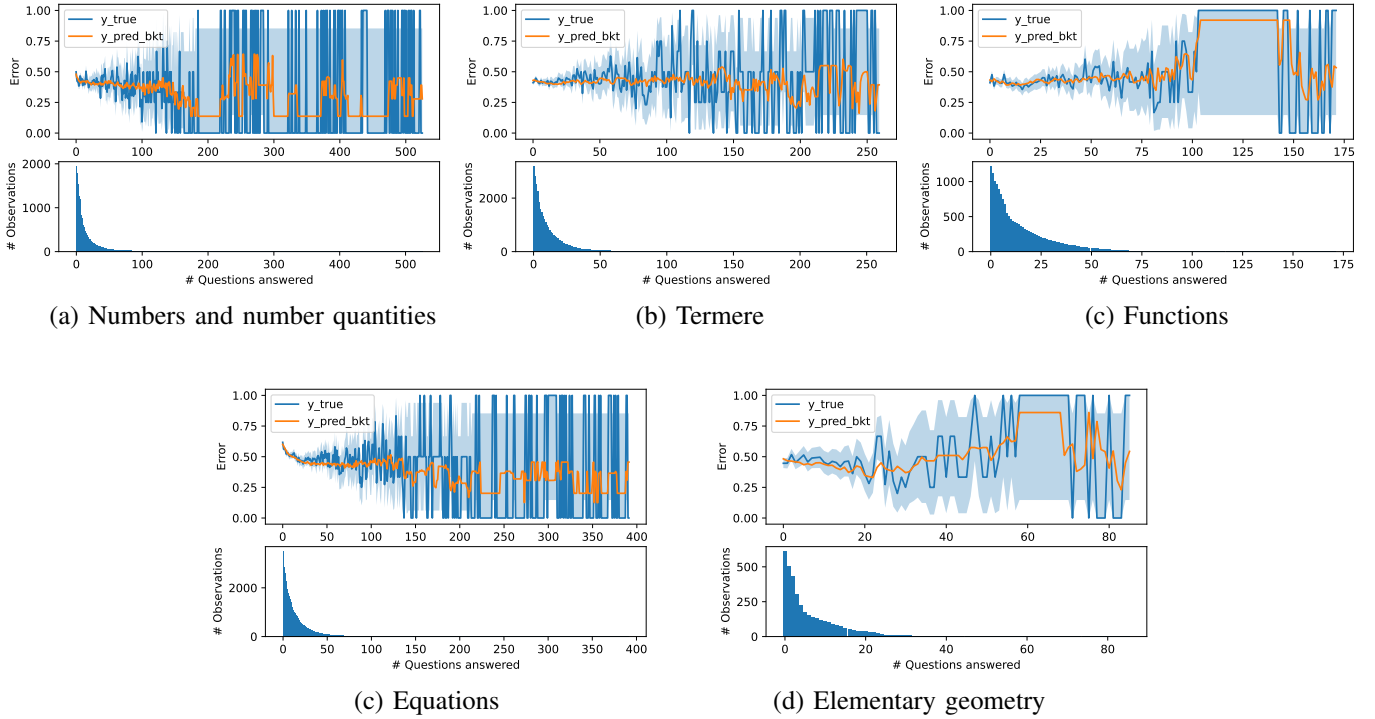 y_true
y_pred_bkt
Error
1.00
0.75
0.50
0.25
0.00
0 100 200 300 400 500
# Observations
2000
1000
0
0 100 200 300 400 500
# Questions answered
(a) Numbers and number quantities
y_true
y_pred_bkt
Error
1.00
0.75
0.50
0.25
0.00
0 50 100 150 200 250
# Observations
2000
0
0 50 100 150 200 250
# Questions answered
(b) Termere
y_true
y_pred_bkt
Error
1.00
0.75
0.50
0.25
0.00
0 25 50 75 100 125 150 175
# Observations
1000
500
0
0 25 50 75 100 125 150 175
# Questions answered
(c) Functions
y_true
y_pred_bkt
Error
1.00
0.75
0.50
0.25
0.00
0 50 100 150 200 250 300 350 400
# Observations
2000
0
0 50 100 150 200 250 300 350 400
# Questions answered
(c) Equations
y_true
y_pred_bkt
Error
1.00
0.75
0.50
0.25
0.00
0 20 40 60 80
# Observations
500
250
0
0 20 40 60 80
# Questions answered
(d) Elementary geometry